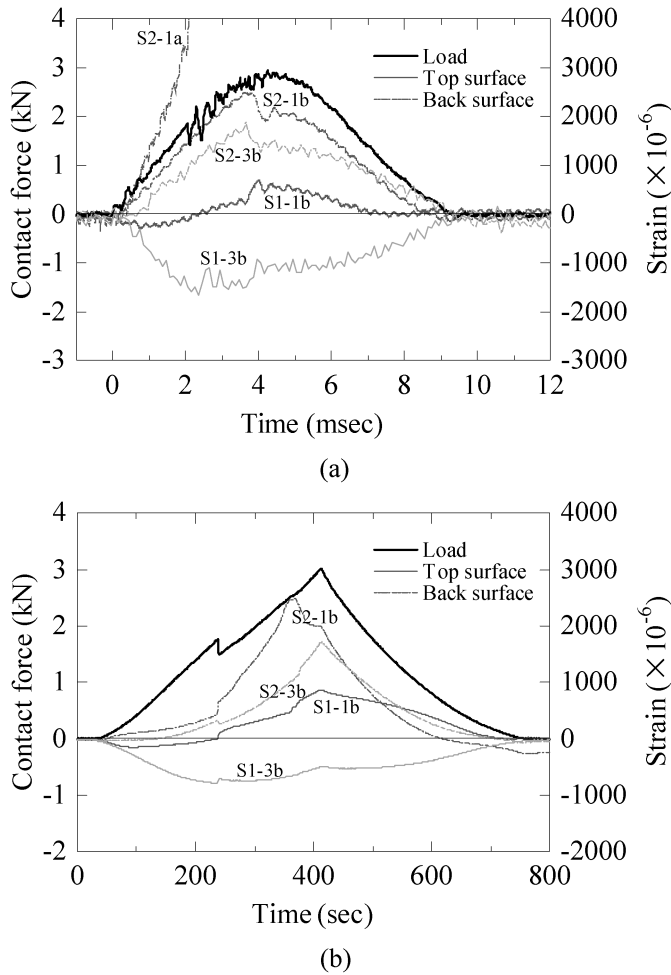 4
4000
S2-1a
Load
Top surface
Back surface
3
3000
S2-1b
2
2000
S2-3b
1
1000
S1-1b
0
0
S1-3b
-1
-1000
-2
-2000
-3
-3000
0
2
4
6
8
10
12
Contact force (kN)
Strain (×10⁻⁶)
Time (msec)
(a)
4
4000
Load
Top surface
Back surface
3
3000
S2-1b
2
2000
S2-3b
S1-1b
1
1000
0
0
S1-3b
-1
-1000
-2
-2000
0
200
400
600
800
Contact force (kN)
Strain (×10⁻⁶)
Time (sec)
(b)